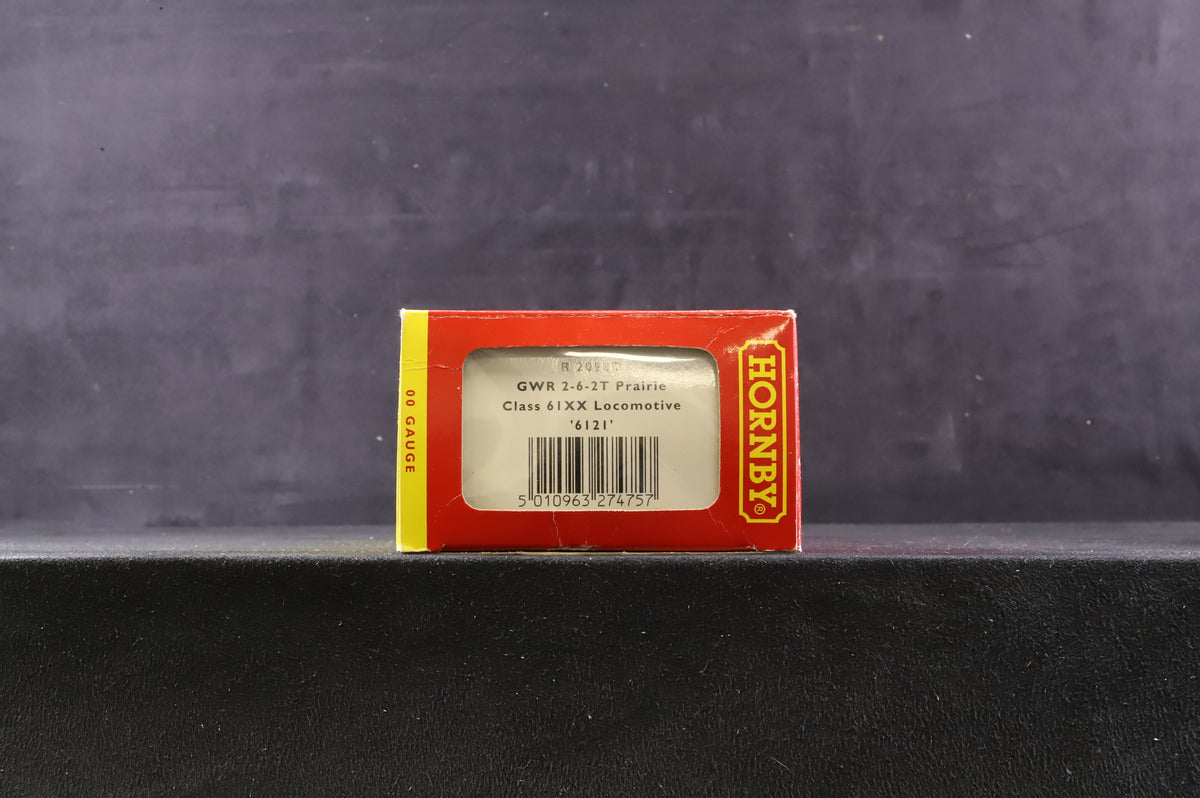 00 GAUGE
GWR 2-6-2T Prairie
Class 61XX Locomotive
'6121'
5 010963 274757
HORNBY®